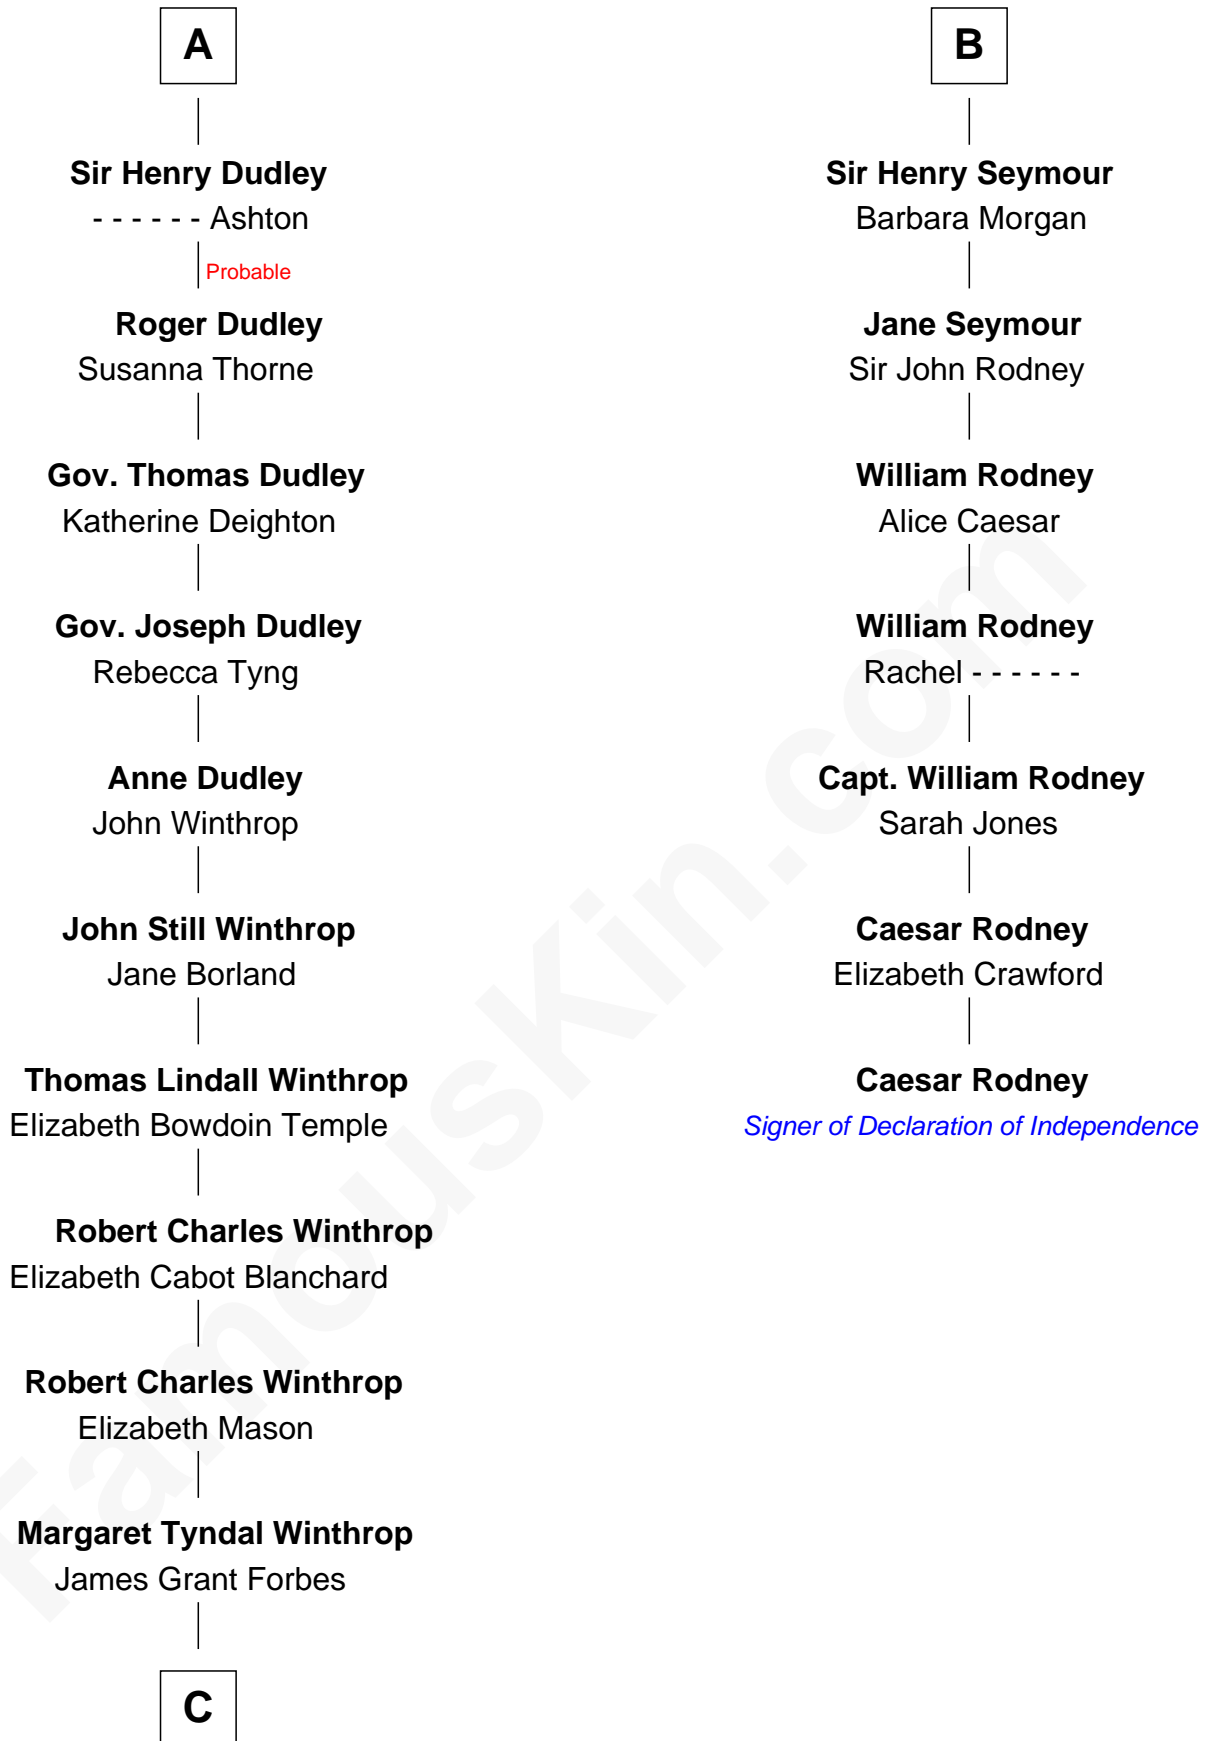 A
Sir Henry Dudley
- - - - - - Ashton
Probable
Roger Dudley
Susanna Thorne
Gov. Thomas Dudley
Katherine Deighton
Gov. Joseph Dudley
Rebecca Tyng
Anne Dudley
John Winthrop
John Still Winthrop
Jane Borland
Thomas Lindall Winthrop
Elizabeth Bowdoin Temple
Robert Charles Winthrop
Elizabeth Cabot Blanchard
Robert Charles Winthrop
Elizabeth Mason
Margaret Tyndal Winthrop
James Grant Forbes
C
B
Sir Henry Seymour
Barbara Morgan
Jane Seymour
Sir John Rodney
William Rodney
Alice Caesar
William Rodney
Rachel - - - - - -
Capt. William Rodney
Sarah Jones
Caesar Rodney
Elizabeth Crawford
Caesar Rodney
Signer of Declaration of Independence
FamousKin.com